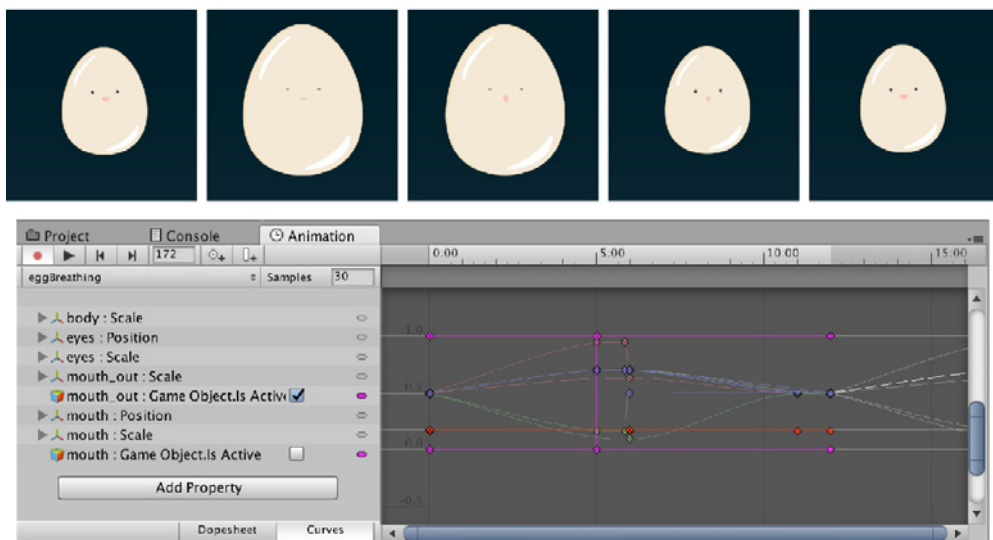 Project Console Animation
172 0:00 5:00 10:00 15:00
eggBreathing Samples 30
body : Scale
eyes : Position
eyes : Scale
mouth_out : Scale
mouth_out : Game Object.Is Active
mouth : Position
mouth : Scale
mouth : Game Object.Is Active
1.0
0.5
0.0
-0.5
Add Property
Dopesheet Curves